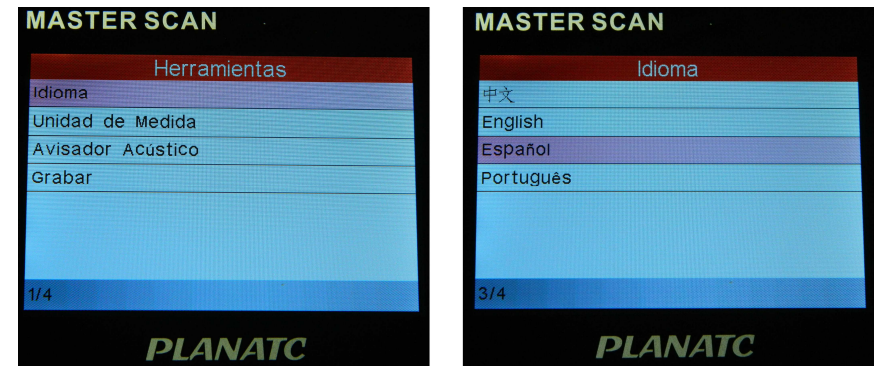 MASTER SCAN
Herramientas
Idioma
Unidad de Medida
Avisador Acústico
Grabar
1/4
PLANATC
MASTER SCAN
Idioma
中文
English
Español
Português
3/4
PLANATC